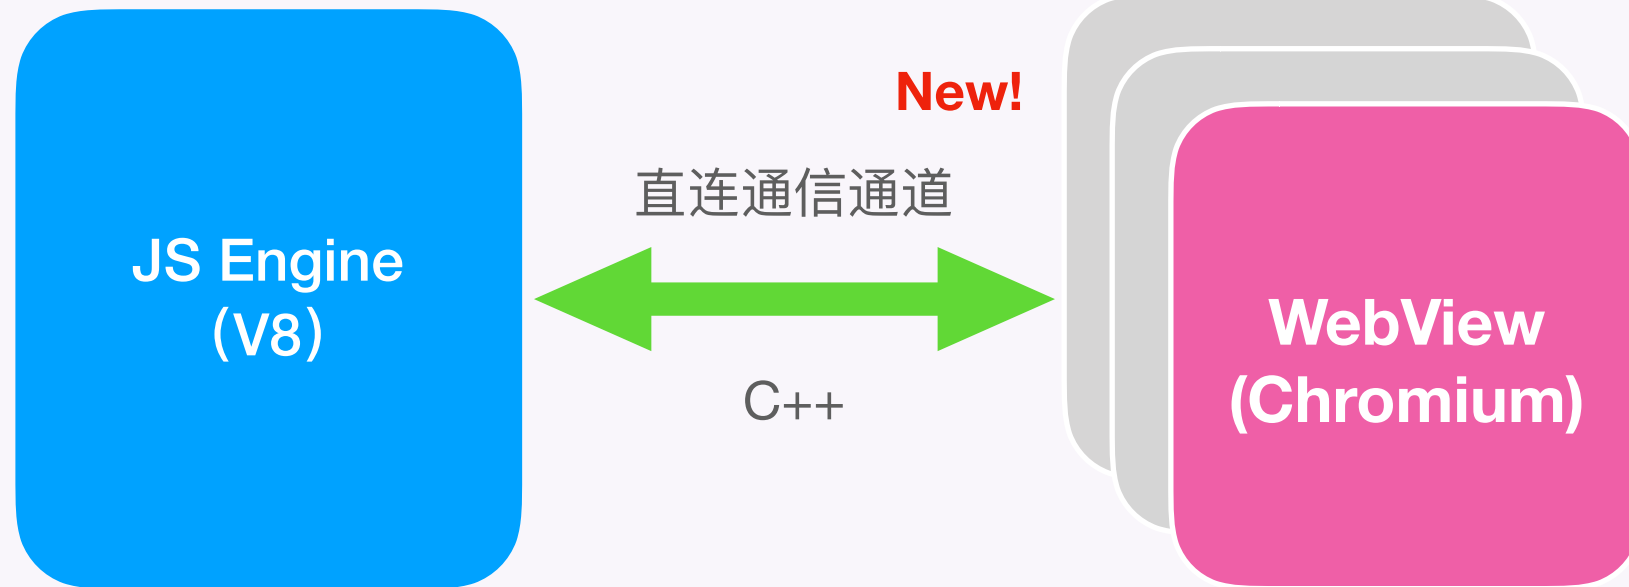 JS Engine
(V8)
New!
直连通信通道
C++
WebView
(Chromium)